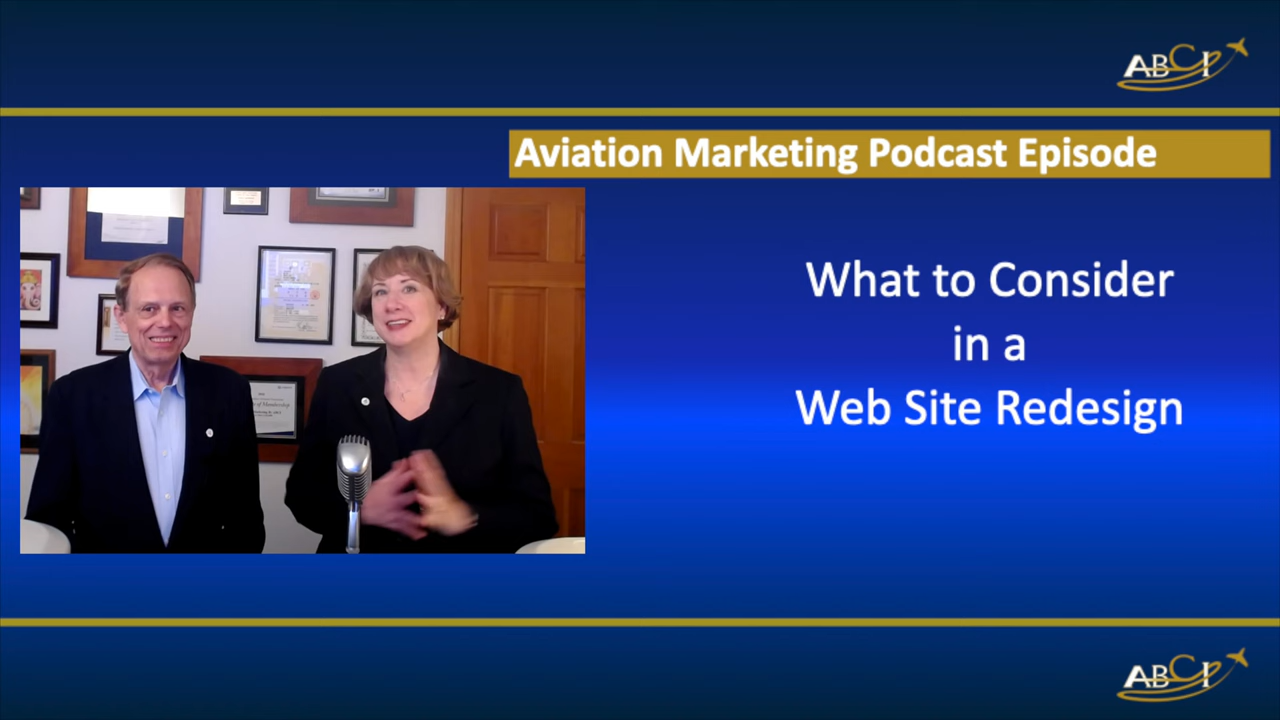 ABCI
Aviation Marketing Podcast Episode
What to Consider
in a
Web Site Redesign
ABCI